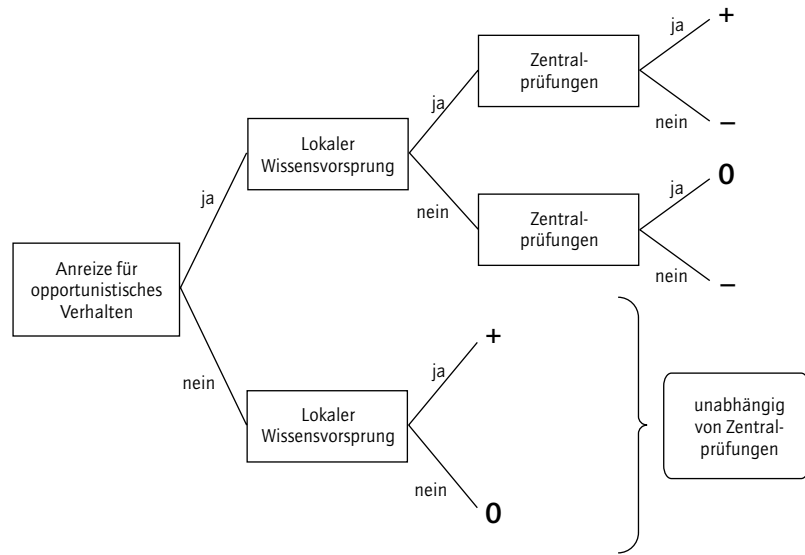 Anreize für
opportunistisches
Verhalten
ja
nein
Lokaler
Wissensvorsprung
ja
nein
Zentral-
prüfungen
ja
+
nein
–
Zentral-
prüfungen
ja
0
nein
–
Lokaler
Wissensvorsprung
ja
+
nein
0
unabhängig
von Zentral-
prüfungen